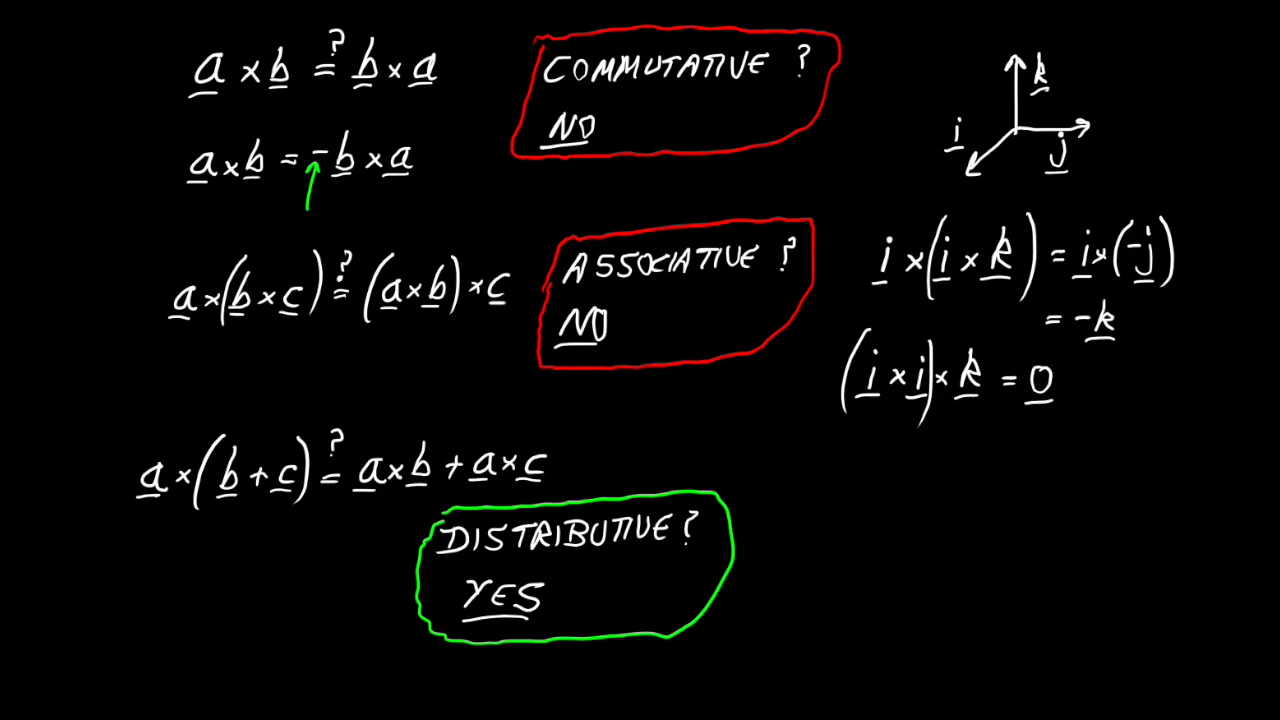 a × b ≟ b × a
COMMUTATIVE ?
NO
a × b = - b × a
a × (b × c) ≟ (a × b) × c
ASSOCIATIVE ?
NO
a × (b + c) ≟ a × b + a × c
DISTRIBUTIVE ?
YES
k
i
j
i × (i × k) = i × (-j)
= -k
(i × i) × k = 0